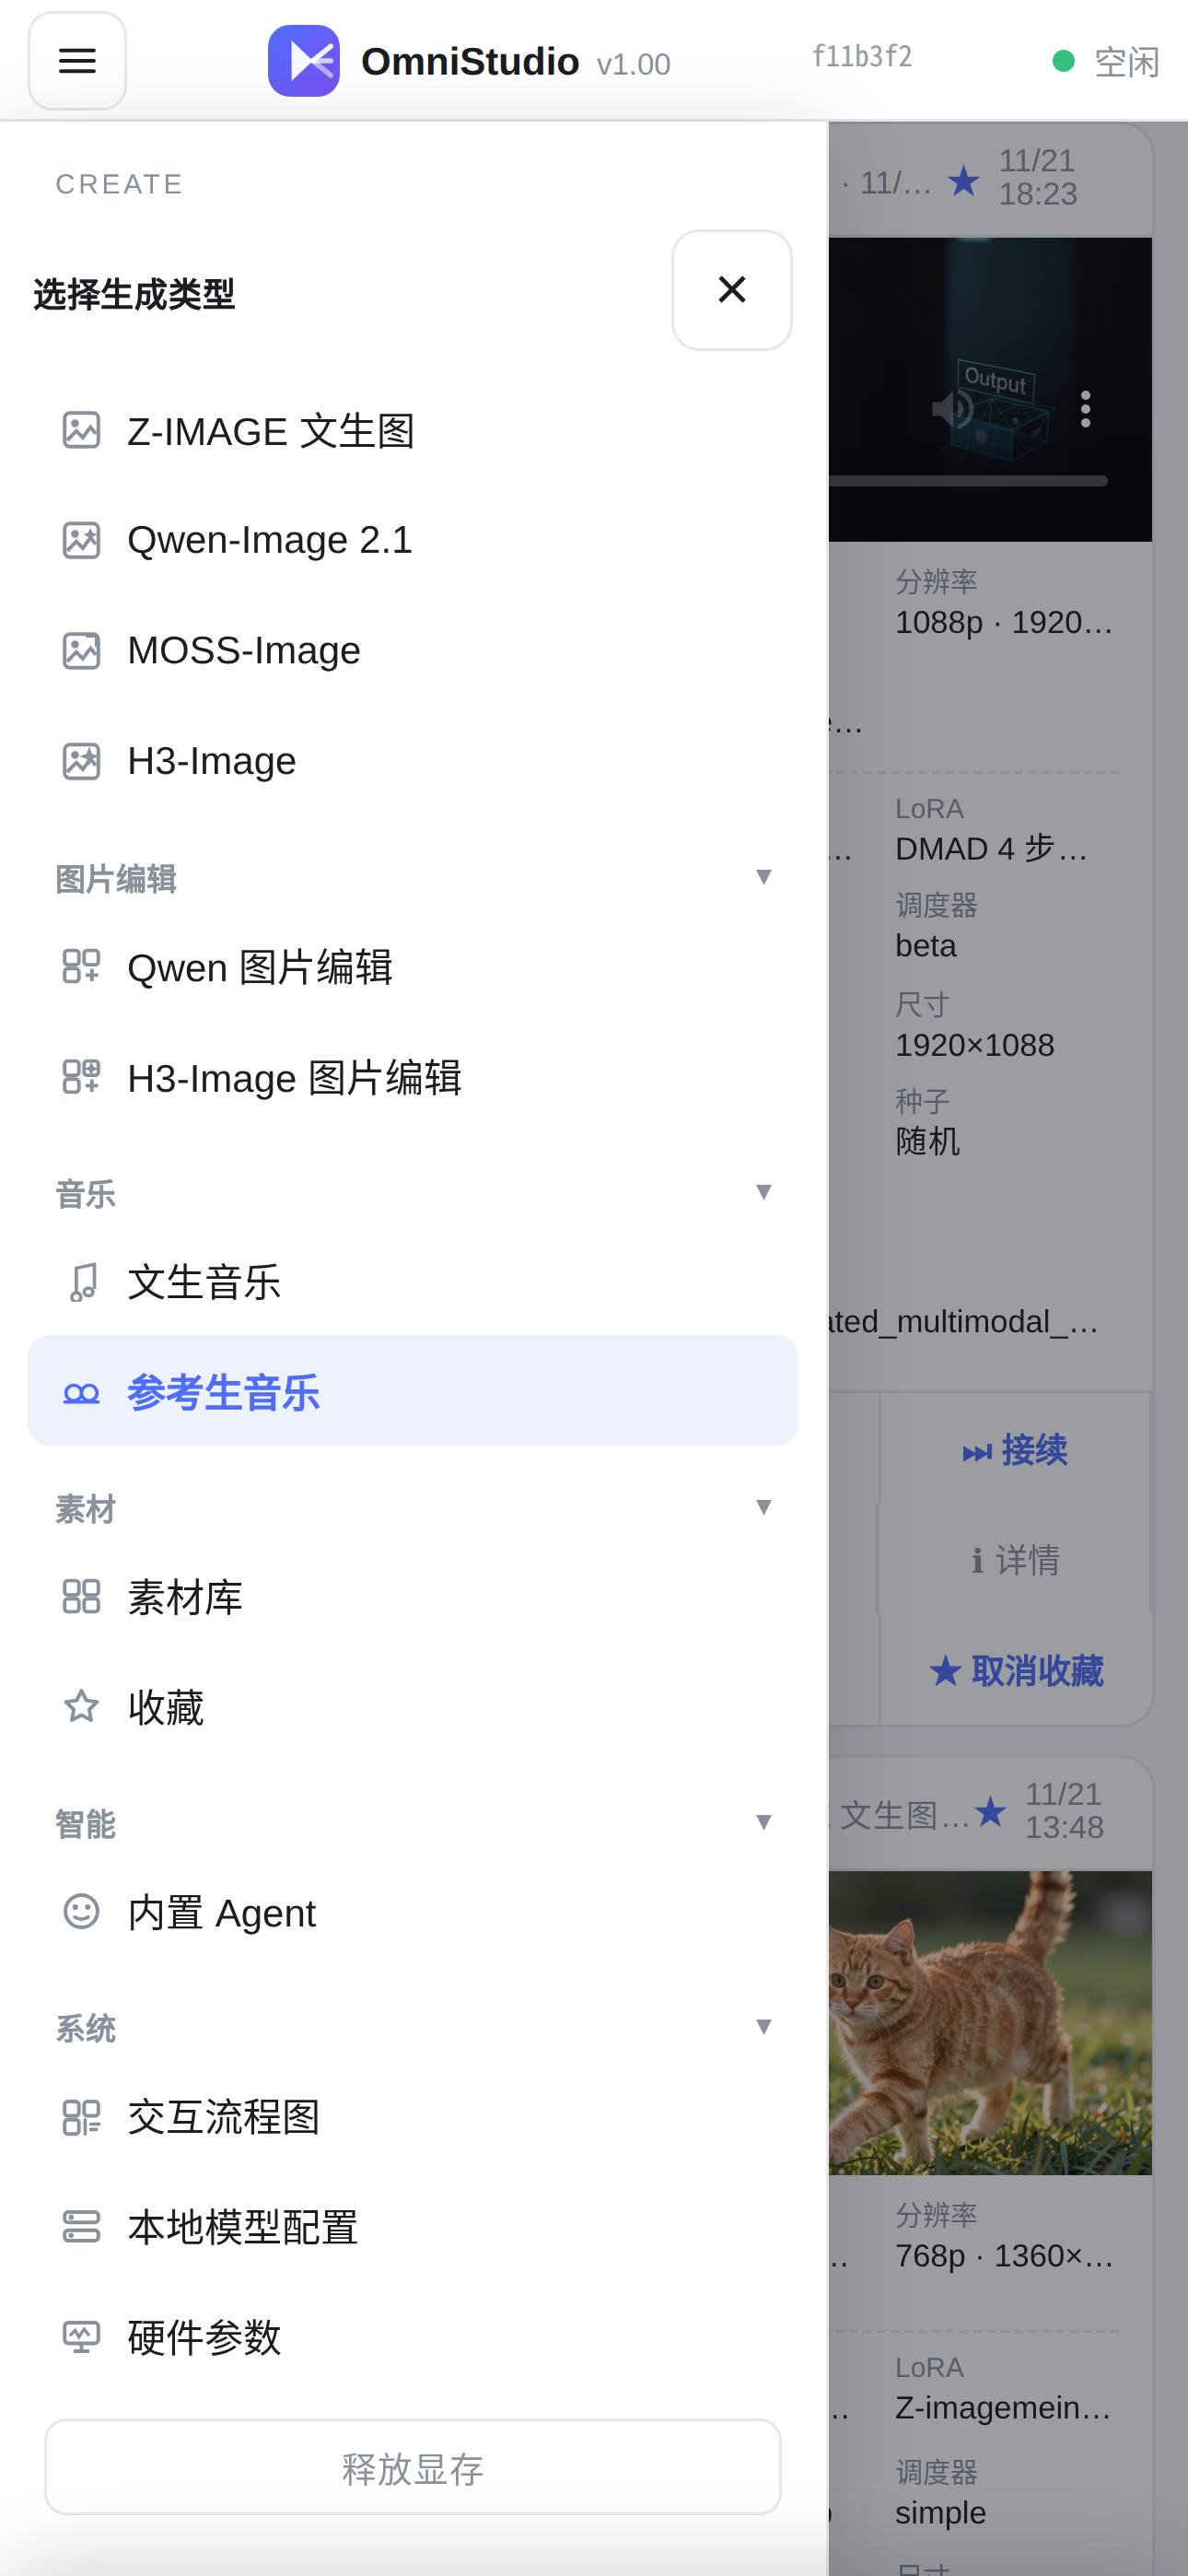 OmniStudio v1.00
f11b3f2
空闲
CREATE
选择生成类型
Z-IMAGE 文生图
Qwen-Image 2.1
MOSS-Image
H3-Image
图片编辑
Qwen 图片编辑
H3-Image 图片编辑
音乐
文生音乐
参考生音乐
素材
素材库
收藏
智能
内置 Agent
系统
交互流程图
本地模型配置
硬件参数
释放显存
· 11/…
11/21
18:23
Output
分辨率
1088p · 1920…
e…
LoRA
… DMAD 4 步…
调度器
beta
尺寸
1920×1088
种子
随机
ated_multimodal_…
接续
详情
取消收藏
文生图…
11/21
13:48
分辨率
… 768p · 1360×…
LoRA
… Z-imagemein…
调度器
simple
尺寸